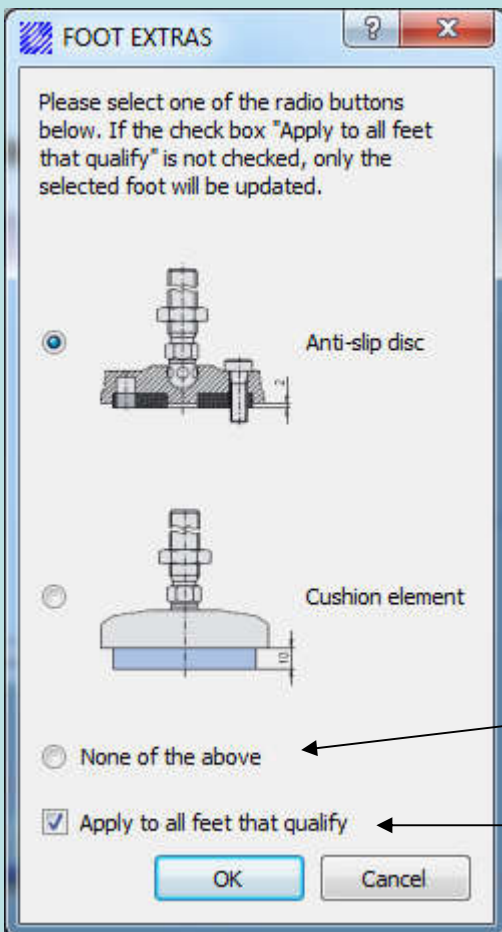 FOOT EXTRAS
Please select one of the radio buttons
below. If the check box "Apply to all feet
that qualify" is not checked, only the
selected foot will be updated.
Anti-slip disc
2
Cushion element
10
None of the above
Apply to all feet that qualify
OK
Cancel